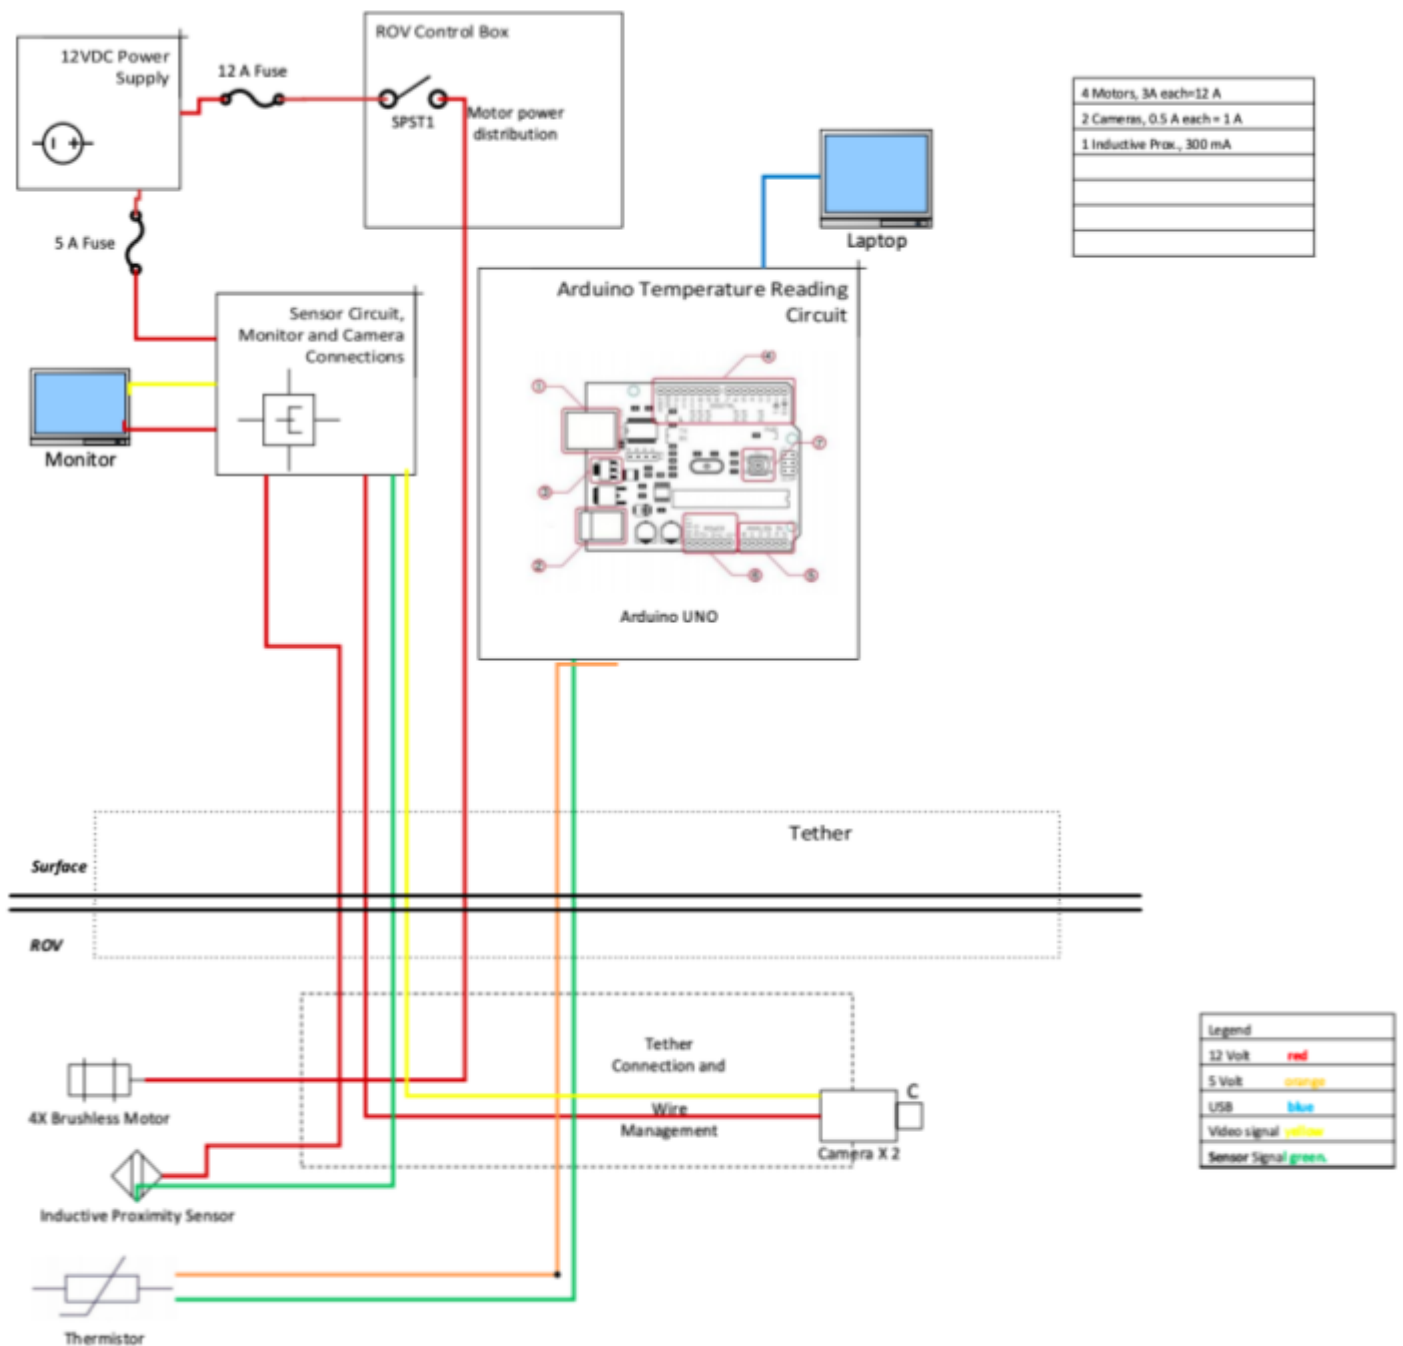 12VDC Power
Supply
12 A Fuse
ROV Control Box
SPST1
Motor power
distribution
4 Motors, 3A each=12 A
2 Cameras, 0.5 A each = 1 A
1 Inductive Prox., 300 mA
5 A Fuse
Laptop
Sensor Circuit,
Monitor and Camera
Connections
Monitor
Arduino Temperature Reading
Circuit
Arduino UNO
Tether
Surface
ROV
Tether
Connection and
Wire
Management
4X Brushless Motor
C
Camera X 2
Inductive Proximity Sensor
Thermistor
Legend
12 Volt red
5 Volt orange
USB blue
Video signal yellow
Sensor Signal green.